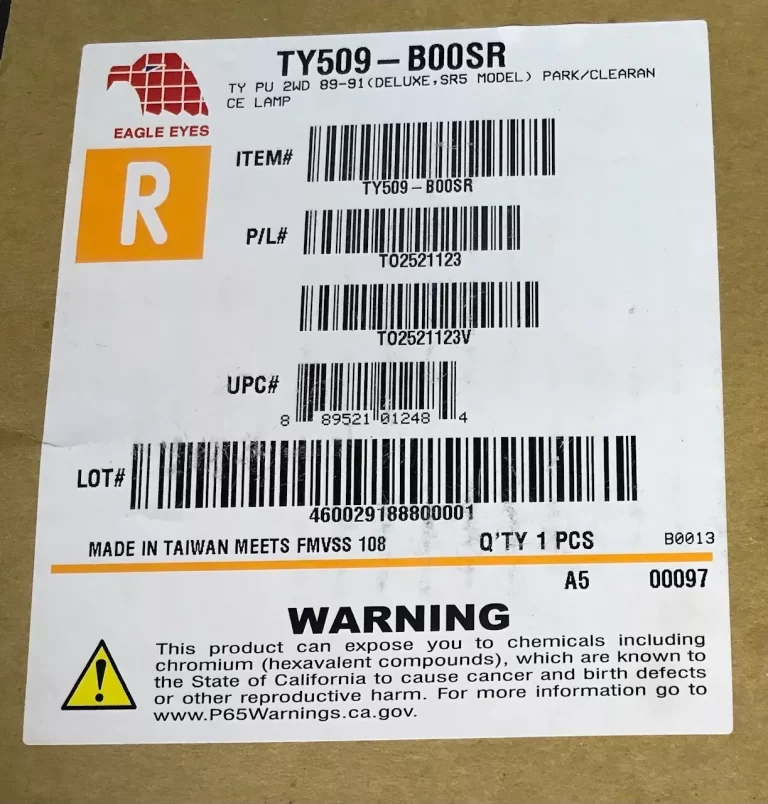 TY509-B00SR
TY PU 2WD 89-91(DELUXE,SR5 MODEL) PARK/CLEARAN
CE LAMP
EAGLE EYES
R
ITEM#
TY509-B00SR
P/L#
TO2521123
TO2521123V
UPC#
8 89521 01248 4
LOT#
460029188800001
MADE IN TAIWAN MEETS FMVSS 108 Q'TY 1 PCS B0013
A5 00097
WARNING
This product can expose you to chemicals including
chromium (hexavalent compounds), which are known to
the State of California to cause cancer and birth defects
or other reproductive harm. For more information go to
www.P65Warnings.ca.gov.